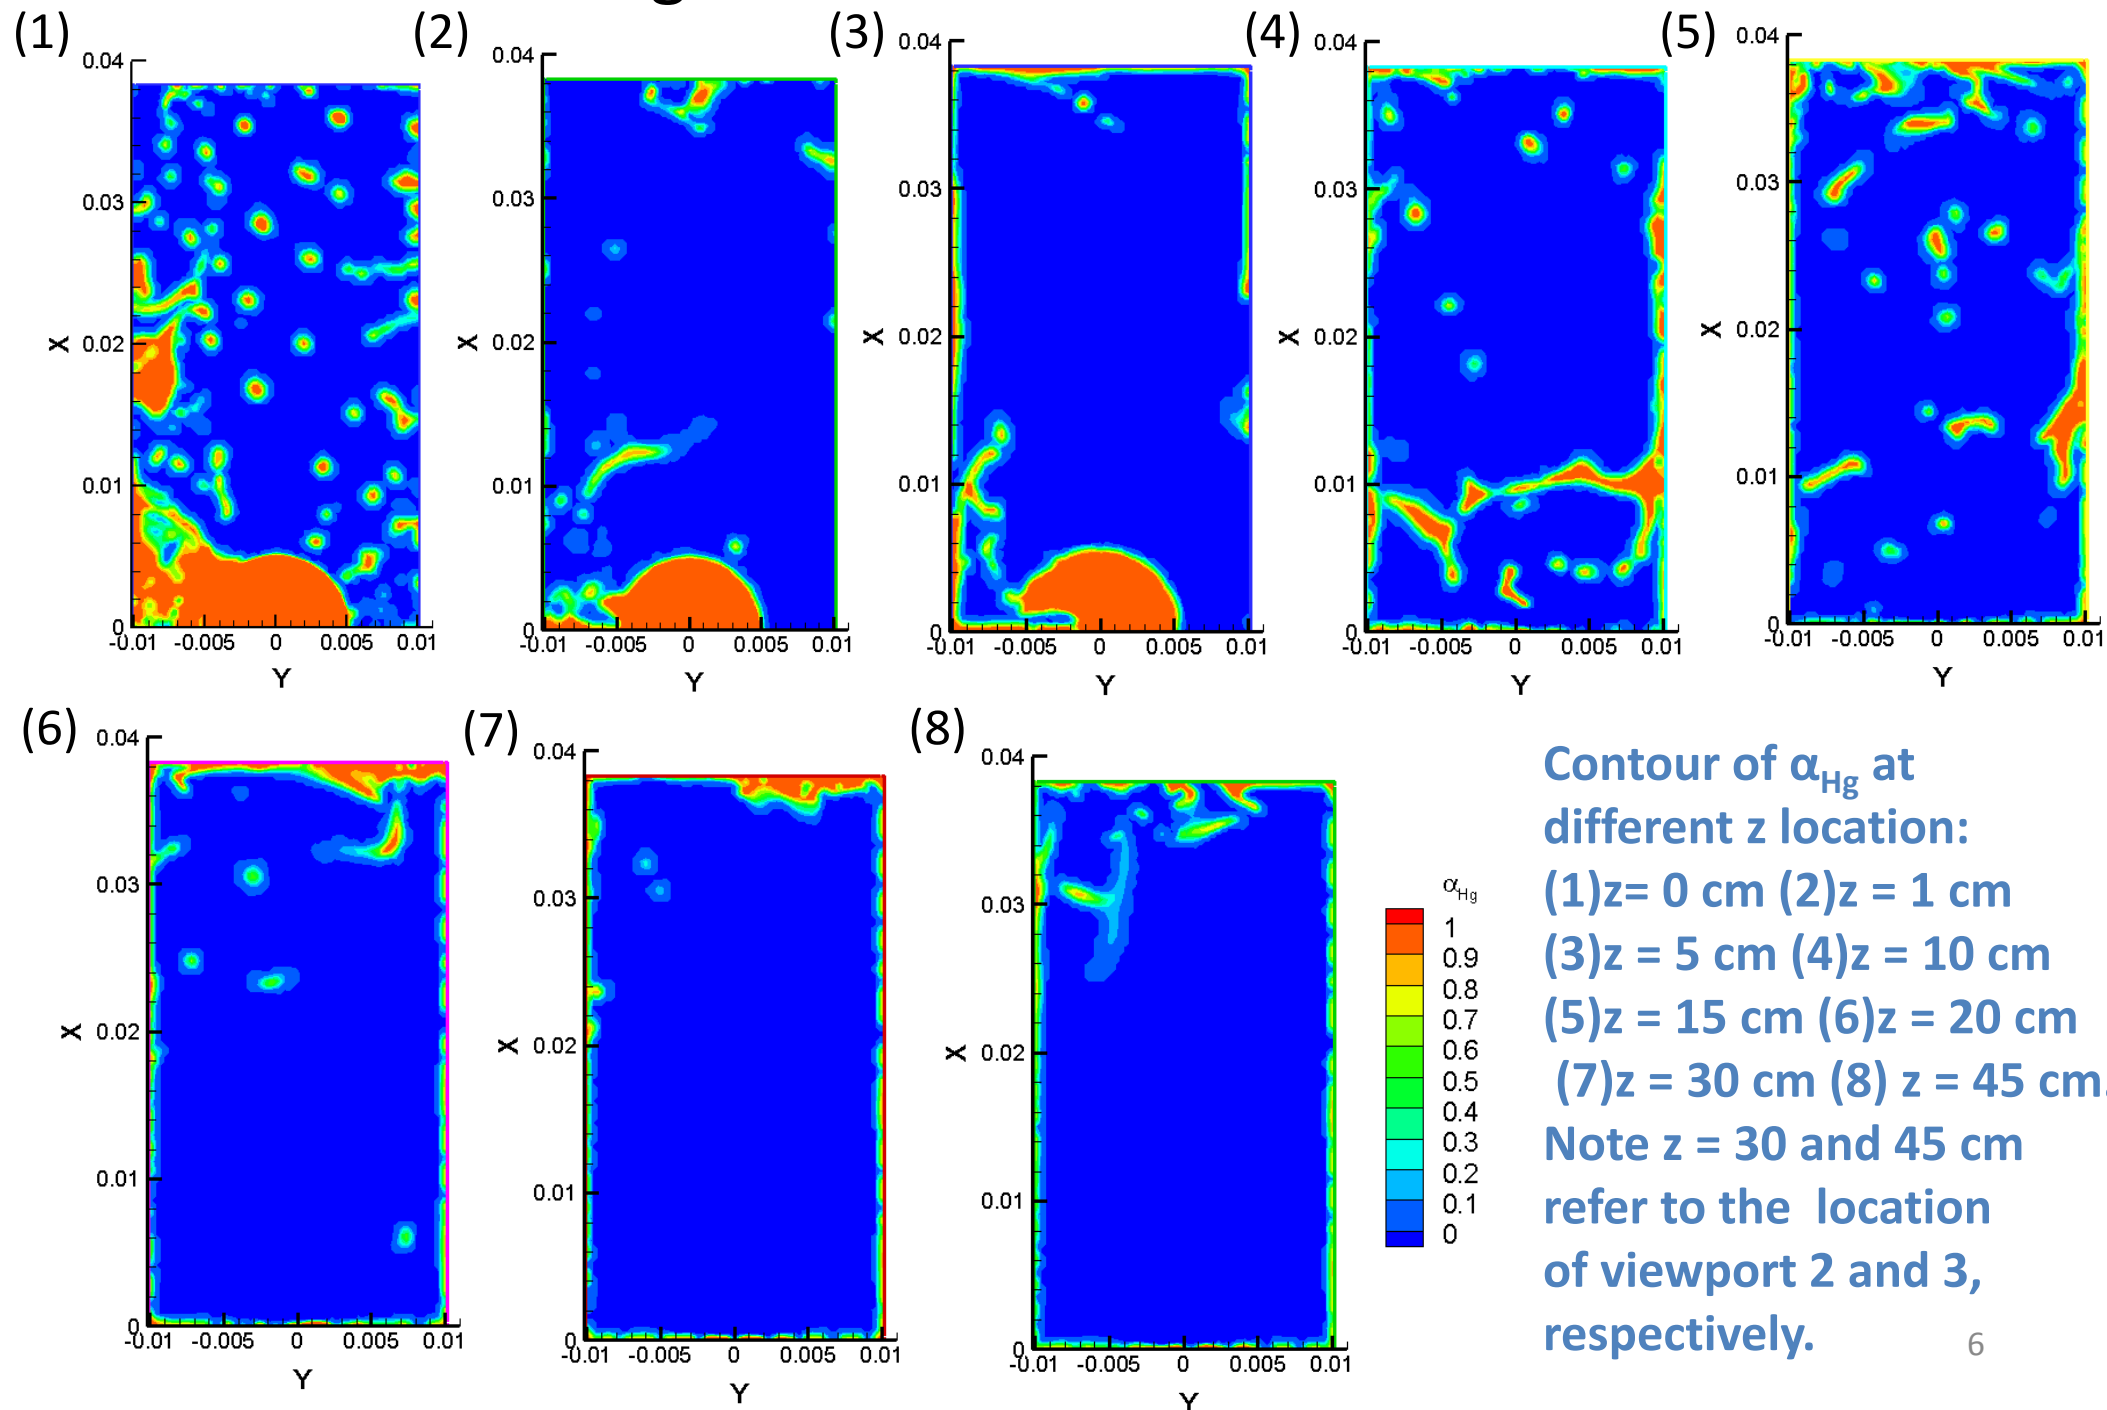 (1)
(2)
(3)
(4)
(5)
0.04
0.03
0.02
0.01
0
X
-0.01 -0.005 0 0.005 0.01
Y
0.04
0.03
0.02
0.01
0
X
-0.01 -0.005 0 0.005 0.01
Y
0.04
0.03
0.02
0.01
0
X
-0.01 -0.005 0 0.005 0.01
Y
0.04
0.03
0.02
0.01
0
X
-0.01 -0.005 0 0.005 0.01
Y
0.04
0.03
0.02
0.01
0
X
-0.01 -0.005 0 0.005 0.01
Y
(6)
(7)
(8)
0.04
0.03
0.02
0.01
0
X
-0.01 -0.005 0 0.005 0.01
Y
0.04
0.03
0.02
0.01
0
X
-0.01 -0.005 0 0.005 0.01
Y
0.04
0.03
0.02
0.01
0
X
-0.01 -0.005 0 0.005 0.01
Y
αHg
1
0.9
0.8
0.7
0.6
0.5
0.4
0.3
0.2
0.1
0
Contour of αHg at
different z location:
(1)z= 0 cm (2)z = 1 cm
(3)z = 5 cm (4)z = 10 cm
(5)z = 15 cm (6)z = 20 cm
(7)z = 30 cm (8) z = 45 cm.
Note z = 30 and 45 cm
refer to the location
of viewport 2 and 3,
respectively.
6